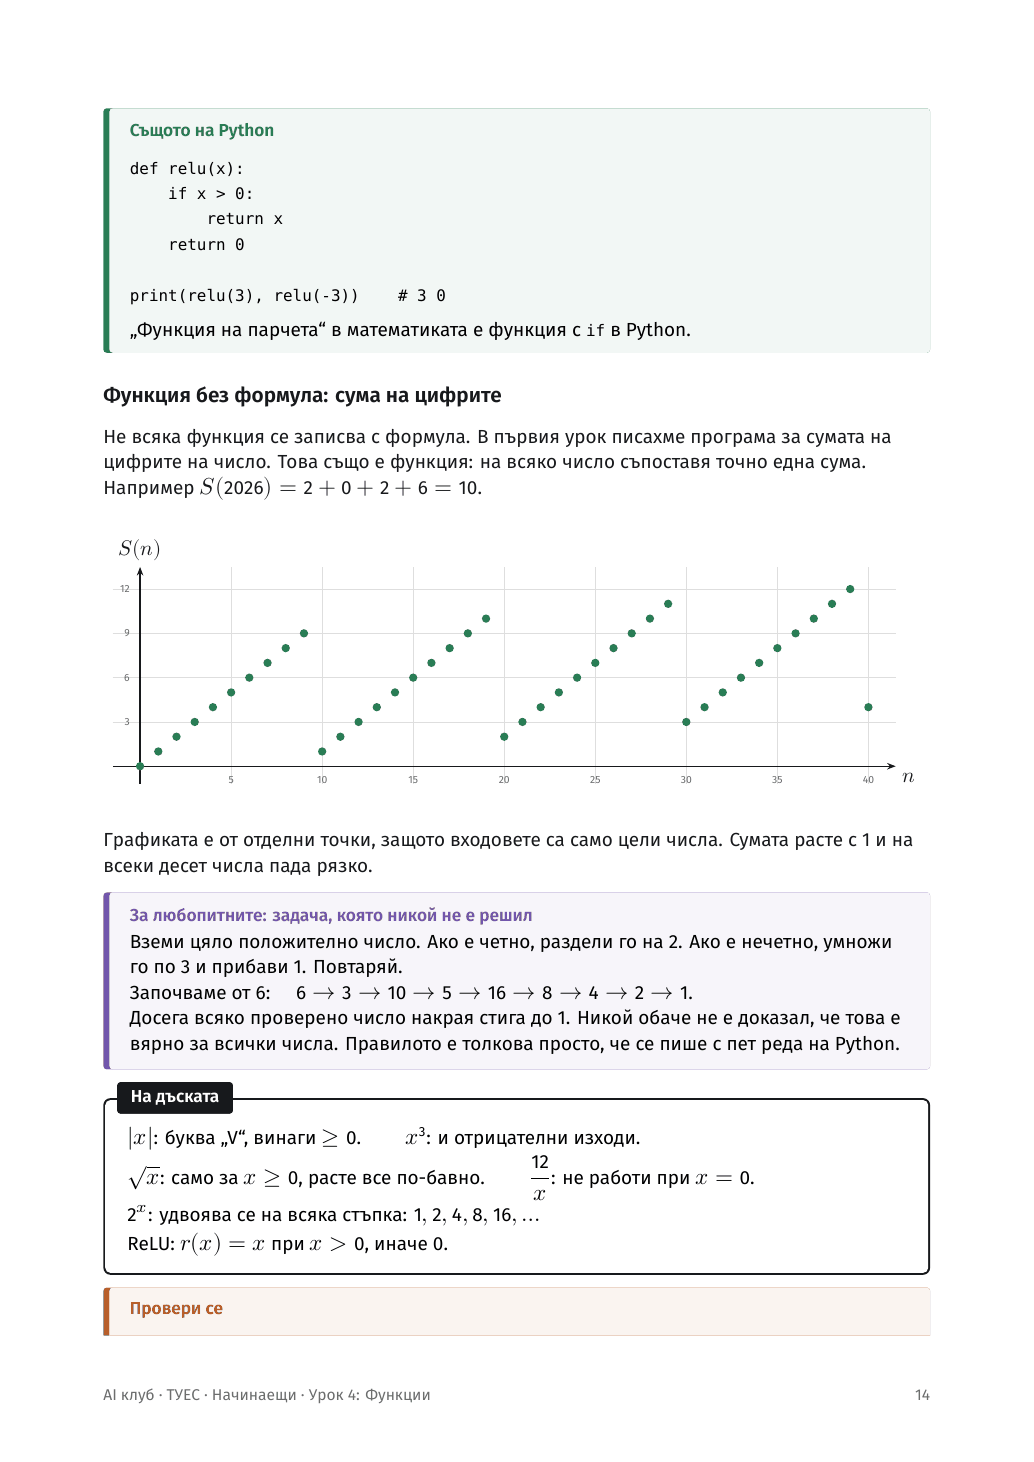 Същото на Python
def relu(x):
    if x > 0:
        return x
    return 0
print(relu(3), relu(-3))    # 3 0
„Функция на парчета“ в математиката е функция с if в Python.
Функция без формула: сума на цифрите
Не всяка функция се записва с формула. В първия урок писахме програма за сумата на
цифрите на число. Това също е функция: на всяко число съпоставя точно една сума.
Например S(2026) = 2 + 0 + 2 + 6 = 10.
S(n)
12
9
6
3
5 10 15 20 25 30 35 40 n
Графиката е от отделни точки, защото входовете са само цели числа. Сумата расте с 1 и на
всеки десет числа пада рязко.
За любопитните: задача, която никой не е решил
Вземи цяло положително число. Ако е четно, раздели го на 2. Ако е нечетно, умножи
го по 3 и прибави 1. Повтаряй.
Започваме от 6: 6 → 3 → 10 → 5 → 16 → 8 → 4 → 2 → 1.
Досега всяко проверено число накрая стига до 1. Никой обаче не е доказал, че това е
вярно за всички числа. Правилото е толкова просто, че се пише с пет реда на Python.
На дъската
|x|: буква „V“, винаги ≥ 0. x³: и отрицателни изходи.
√x: само за x ≥ 0, расте все по-бавно. 12/x: не работи при x = 0.
2ˣ: удвоява се на всяка стъпка: 1, 2, 4, 8, 16, …
ReLU: r(x) = x при x > 0, иначе 0.
Провери се
AI клуб · ТУЕС · Начинаещи · Урок 4: Функции 14